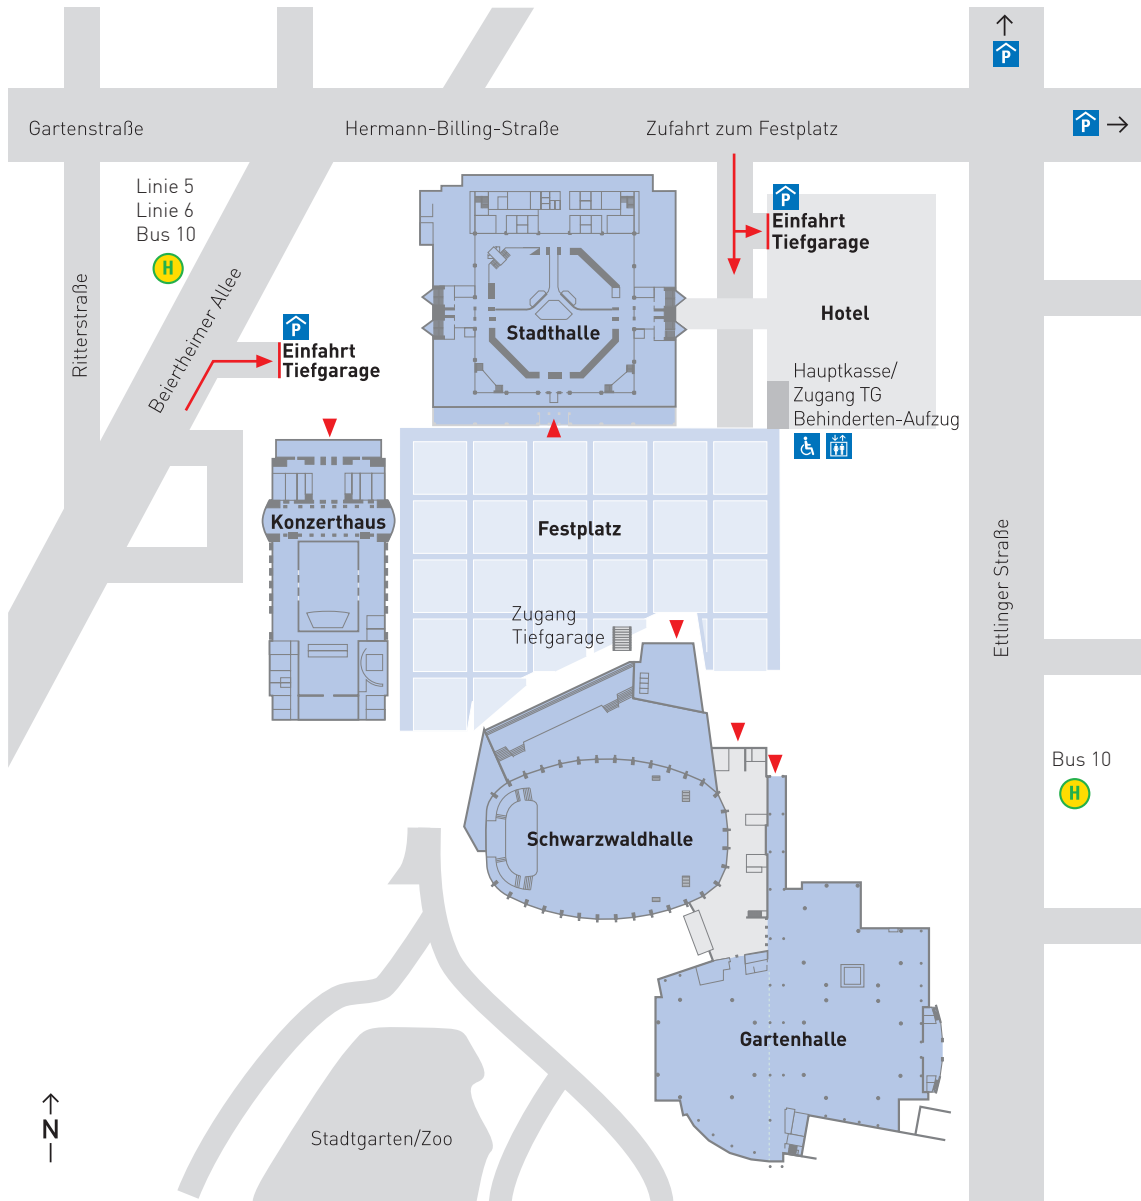 P
Gartenstraße
Hermann-Billing-Straße
Zufahrt zum Festplatz
P
Linie 5
Linie 6
Bus 10
H
P
Einfahrt
Tiefgarage
Ritterstraße
Beiertheimer Allee
P
Einfahrt
Tiefgarage
Stadthalle
Hotel
Hauptkasse/
Zugang TG
Behinderten-Aufzug
Konzerthaus
Festplatz
Ettlinger Straße
Zugang
Tiefgarage
Bus 10
H
Schwarzwaldhalle
Gartenhalle
N
Stadtgarten/Zoo